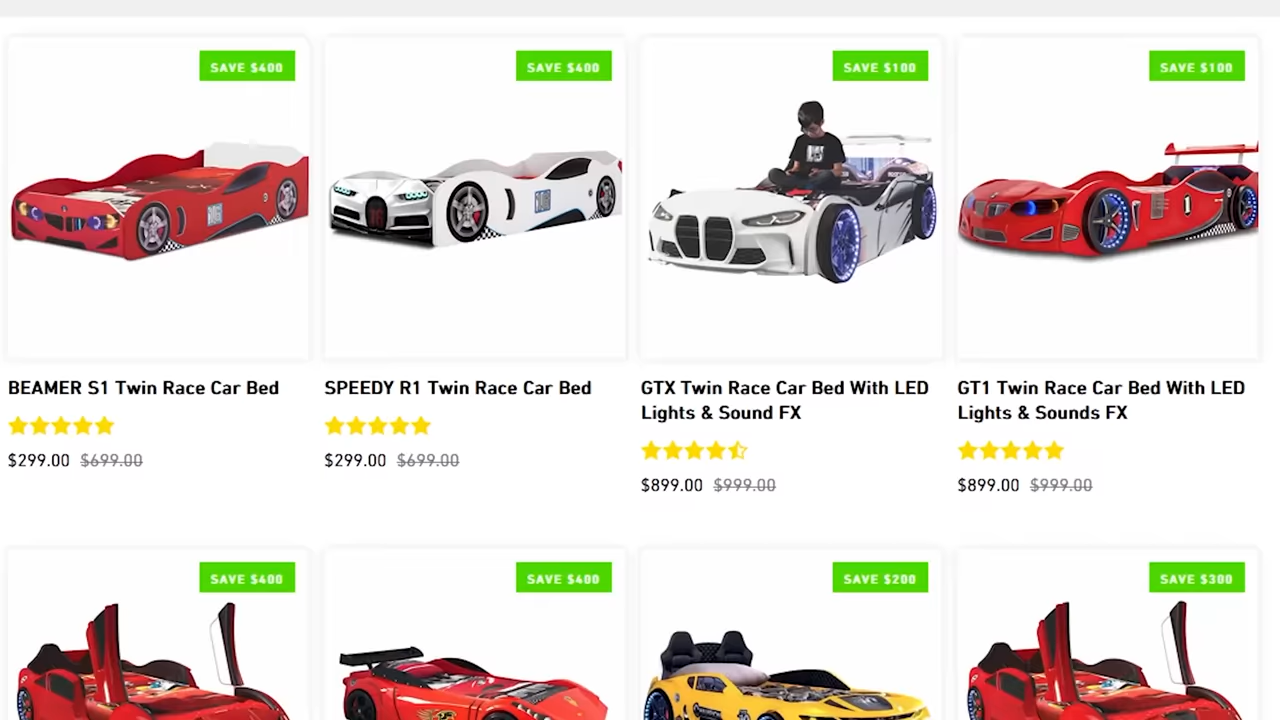 SAVE $400
SAVE $400
SAVE $100
SAVE $100
BEAMER S1 Twin Race Car Bed
SPEEDY R1 Twin Race Car Bed
GTX Twin Race Car Bed With LED
Lights & Sound FX
GT1 Twin Race Car Bed With LED
Lights & Sounds FX
$299.00 $699.00
$299.00 $699.00
$899.00 $999.00
$899.00 $999.00
SAVE $400
SAVE $400
SAVE $200
SAVE $300